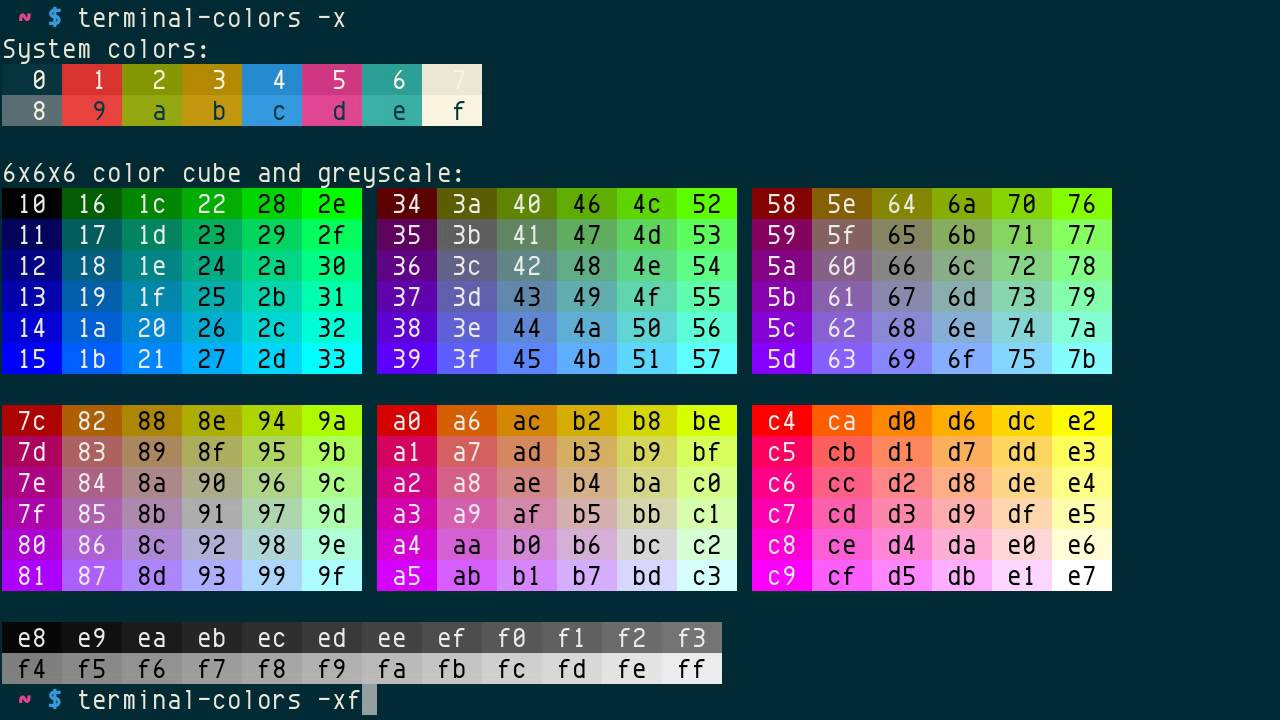 ~ $ terminal-colors -x
System colors:
0 1 2 3 4 5 6 7
8 9 a b c d e f
6x6x6 color cube and greyscale:
10 16 1c 22 28 2e 34 3a 40 46 4c 52 58 5e 64 6a 70 76
11 17 1d 23 29 2f 35 3b 41 47 4d 53 59 5f 65 6b 71 77
12 18 1e 24 2a 30 36 3c 42 48 4e 54 5a 60 66 6c 72 78
13 19 1f 25 2b 31 37 3d 43 49 4f 55 5b 61 67 6d 73 79
14 1a 20 26 2c 32 38 3e 44 4a 50 56 5c 62 68 6e 74 7a
15 1b 21 27 2d 33 39 3f 45 4b 51 57 5d 63 69 6f 75 7b
7c 82 88 8e 94 9a a0 a6 ac b2 b8 be c4 ca d0 d6 dc e2
7d 83 89 8f 95 9b a1 a7 ad b3 b9 bf c5 cb d1 d7 dd e3
7e 84 8a 90 96 9c a2 a8 ae b4 ba c0 c6 cc d2 d8 de e4
7f 85 8b 91 97 9d a3 a9 af b5 bb c1 c7 cd d3 d9 df e5
80 86 8c 92 98 9e a4 aa b0 b6 bc c2 c8 ce d4 da e0 e6
81 87 8d 93 99 9f a5 ab b1 b7 bd c3 c9 cf d5 db e1 e7
e8 e9 ea eb ec ed ee ef f0 f1 f2 f3
f4 f5 f6 f7 f8 f9 fa fb fc fd fe ff
~ $ terminal-colors -xf